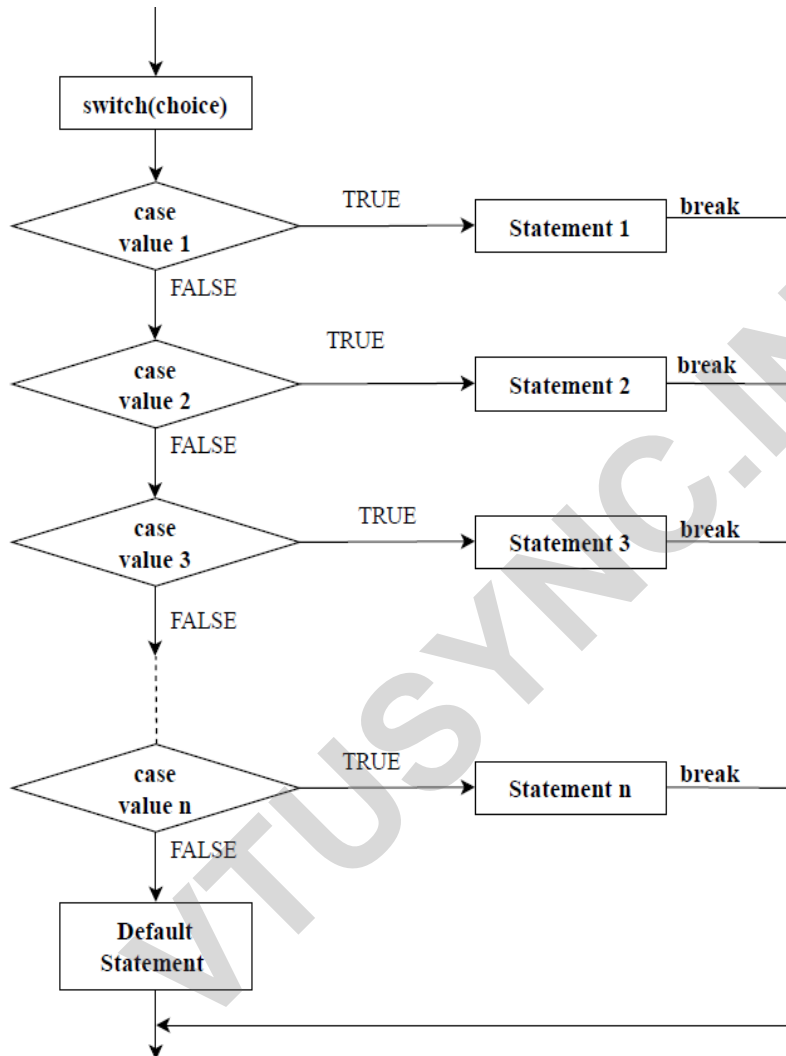 switch(choice)
case
value 1
TRUE
Statement 1
break
FALSE
case
value 2
TRUE
Statement 2
break
FALSE
case
value 3
TRUE
Statement 3
break
FALSE
case
value n
TRUE
Statement n
break
FALSE
Default
Statement
VTUSYNC.IN